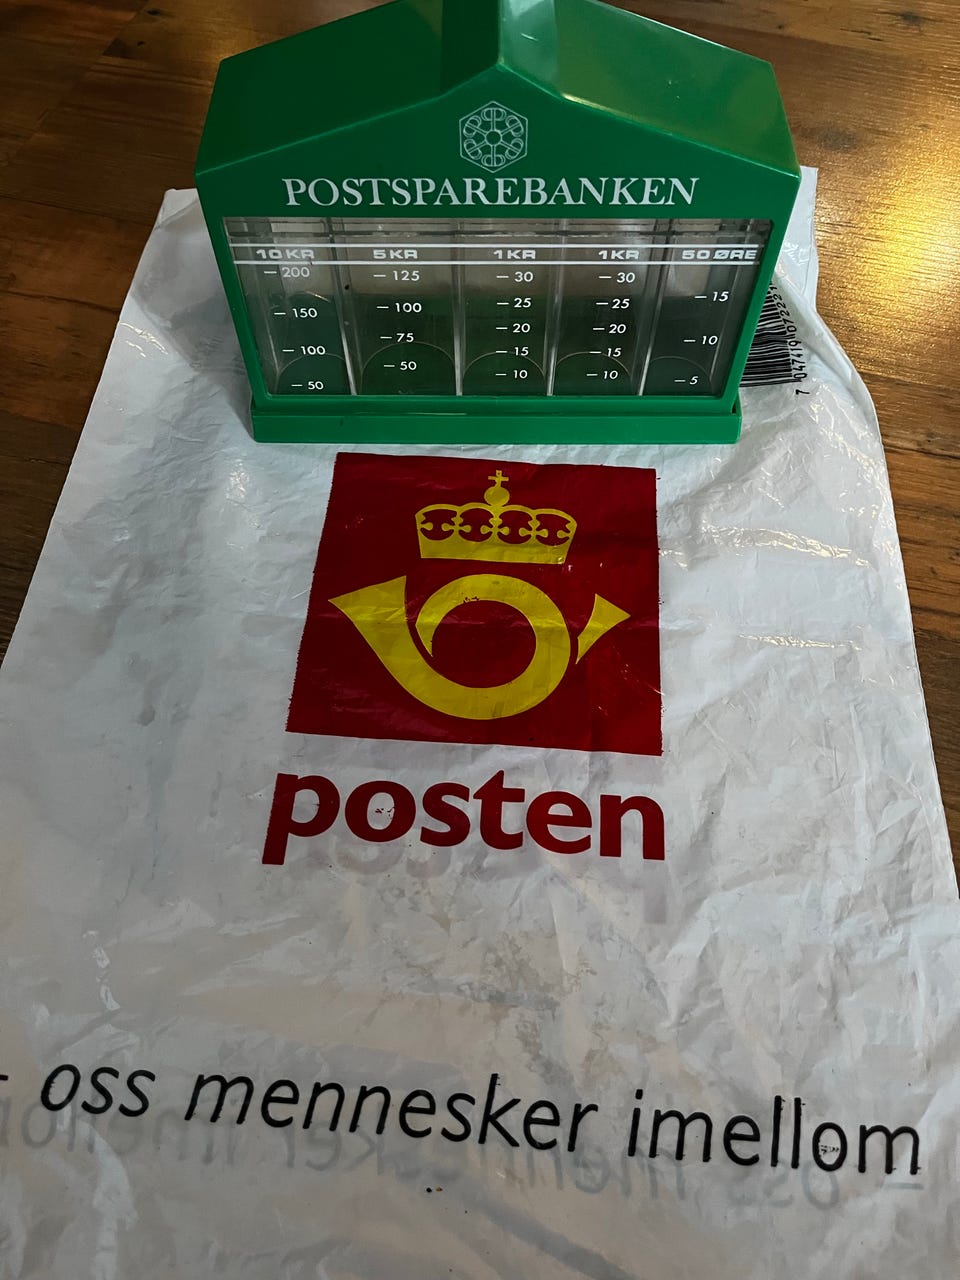 POSTSPAREBANKEN
10 KR 5 KR 1 KR 1 KR 50 ØRE
200 125 30 30 15
150 100 25 25 10
100 75 20 20 5
50 50 15 15
10 10
posten
- oss mennesker imellom